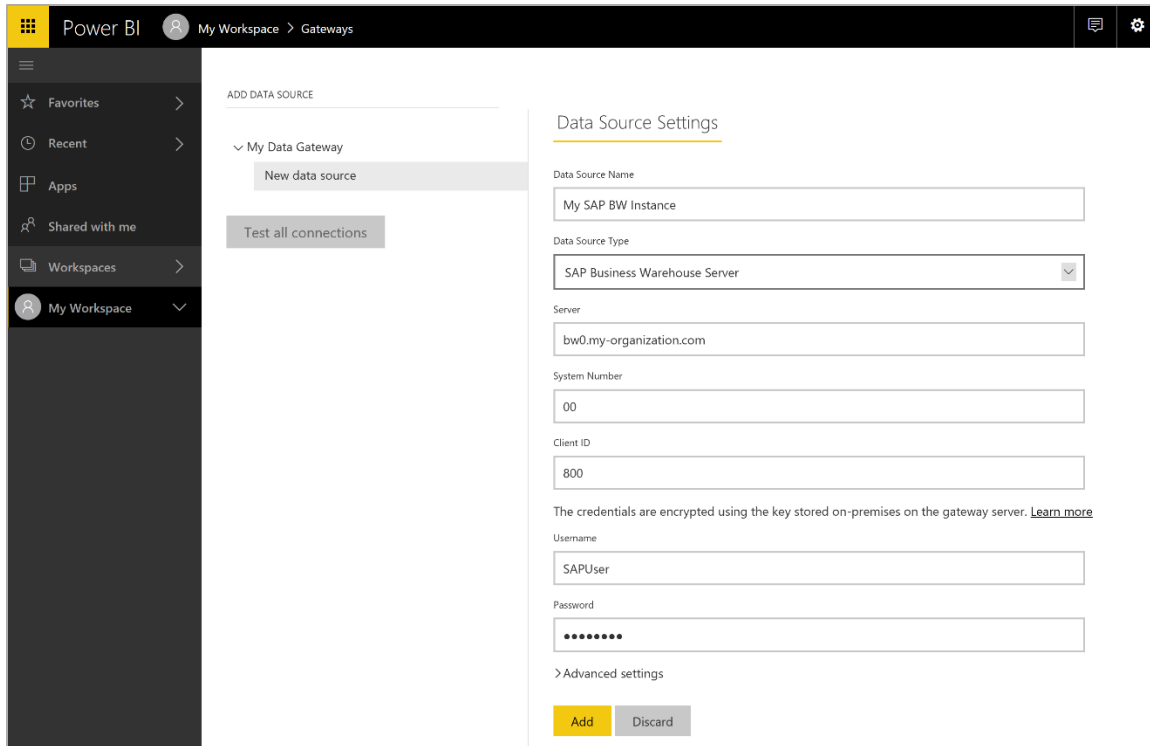 Power BI
My Workspace > Gateways
Favorites
Recent
Apps
Shared with me
Workspaces
My Workspace
ADD DATA SOURCE
My Data Gateway
New data source
Test all connections
Data Source Settings
Data Source Name
My SAP BW Instance
Data Source Type
SAP Business Warehouse Server
Server
bw0.my-organization.com
System Number
00
Client ID
800
The credentials are encrypted using the key stored on-premises on the gateway server. Learn more
Username
SAPUser
Password
••••••••
Advanced settings
Add
Discard